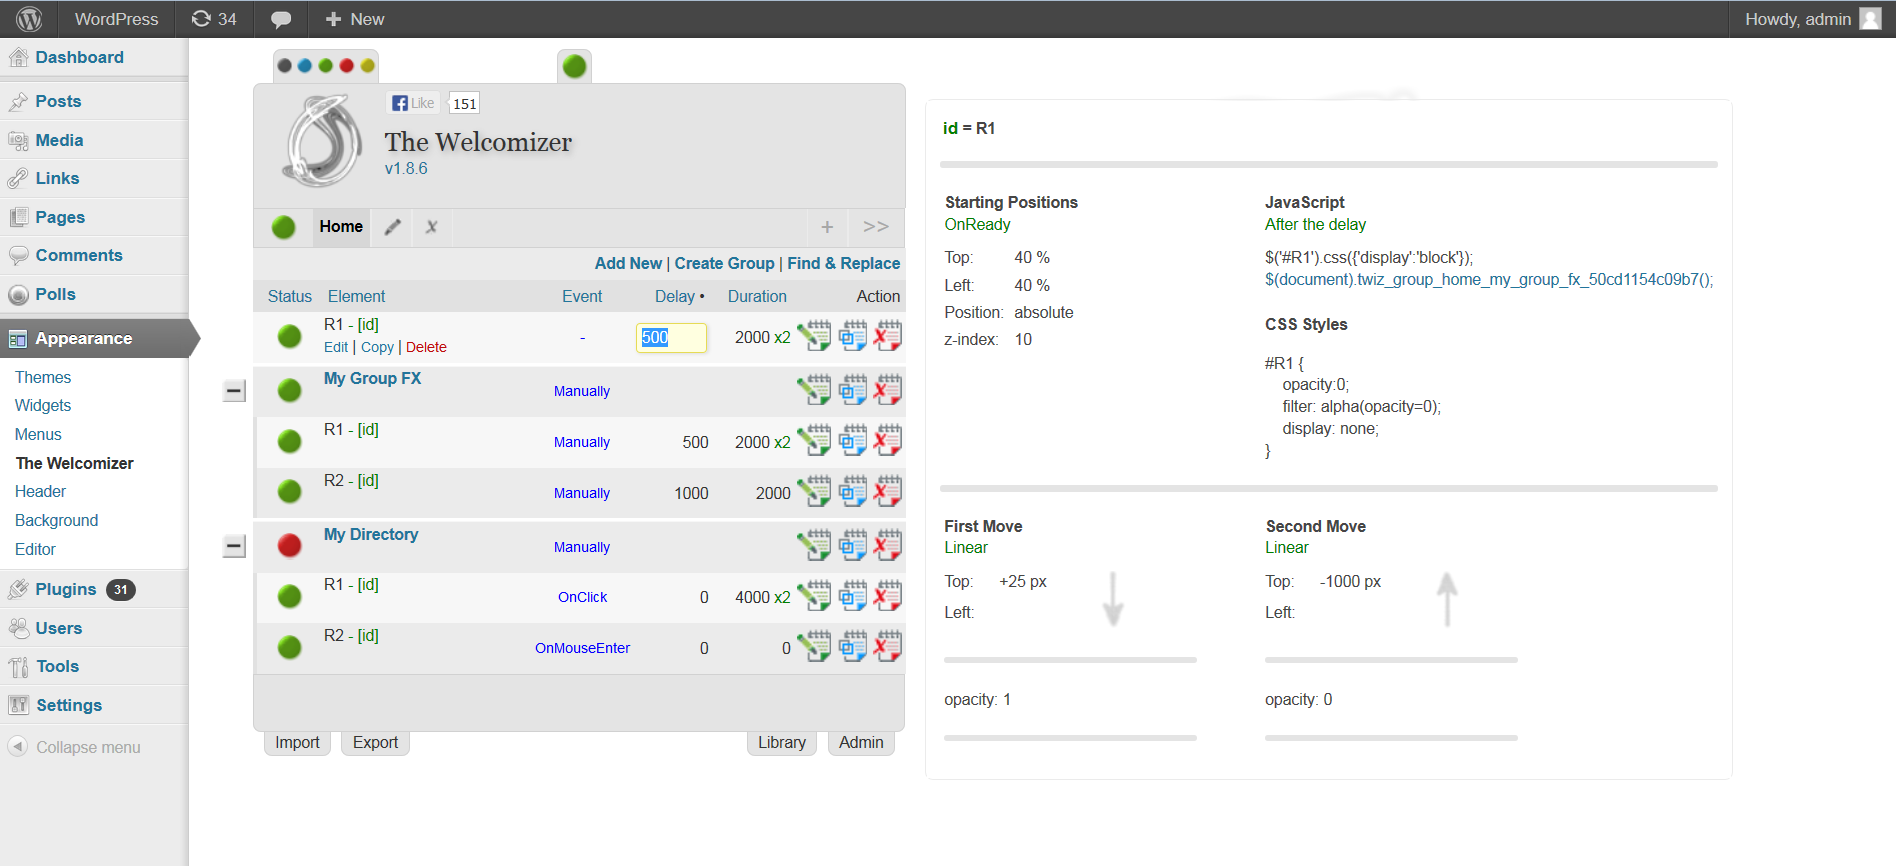 WordPress 34 New Howdy, admin
Dashboard
Posts
Media
Links
Pages
Comments
Polls
Appearance
Themes
Widgets
Menus
The Welcomizer
Header
Background
Editor
Plugins 31
Users
Tools
Settings
Collapse menu
Like 151
The Welcomizer
v1.8.6
Home x + >>
Add New | Create Group | Find & Replace
Status Element Event Delay • Duration Action
R1 - [id] - 500 2000 x2
Edit | Copy | Delete
My Group FX Manually
R1 - [id] Manually 500 2000 x2
R2 - [id] Manually 1000 2000
My Directory Manually
R1 - [id] OnClick 0 4000 x2
R2 - [id] OnMouseEnter 0 0
Import Export Library Admin
id = R1
Starting Positions
OnReady
Top: 40 %
Left: 40 %
Position: absolute
z-index: 10
JavaScript
After the delay
$('#R1').css({'display':'block'});
$(document).twiz_group_home_my_group_fx_50cd1154c09b7();
CSS Styles
#R1 {
opacity:0;
filter: alpha(opacity=0);
display: none;
}
First Move
Linear
Top: +25 px
Left:
opacity: 1
Second Move
Linear
Top: -1000 px
Left:
opacity: 0